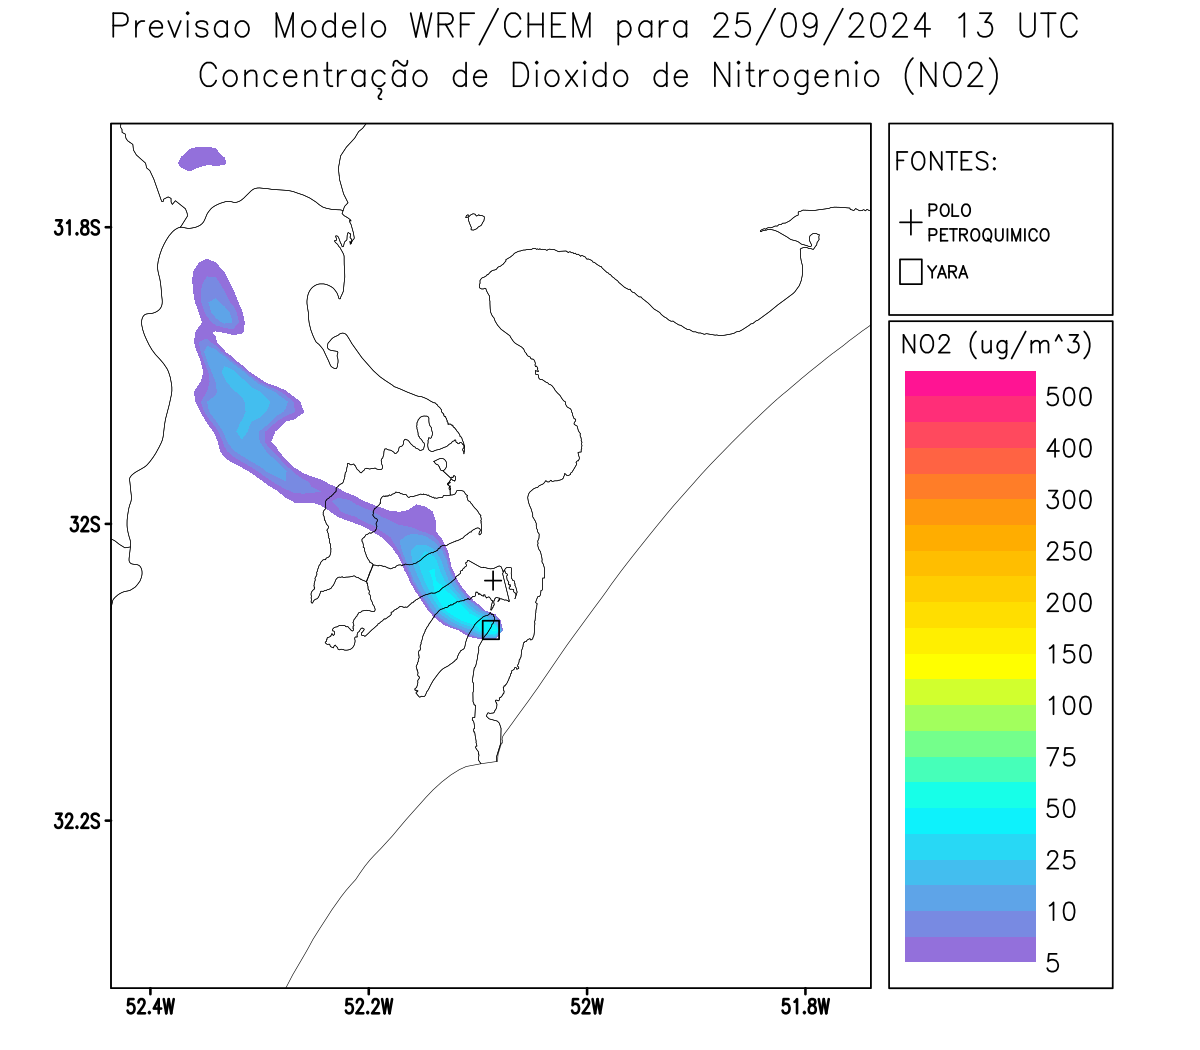 Previsao Modelo WRF/CHEM para 25/09/2024 13 UTC
Concentração de Dioxido de Nitrogenio (NO2)
FONTES:
POLO
PETROQUIMICO
YARA
NO2 (ug/m^3)
500
400
300
250
200
150
100
75
50
25
10
5
31.8S
32S
32.2S
52.4W
52.2W
52W
51.8W